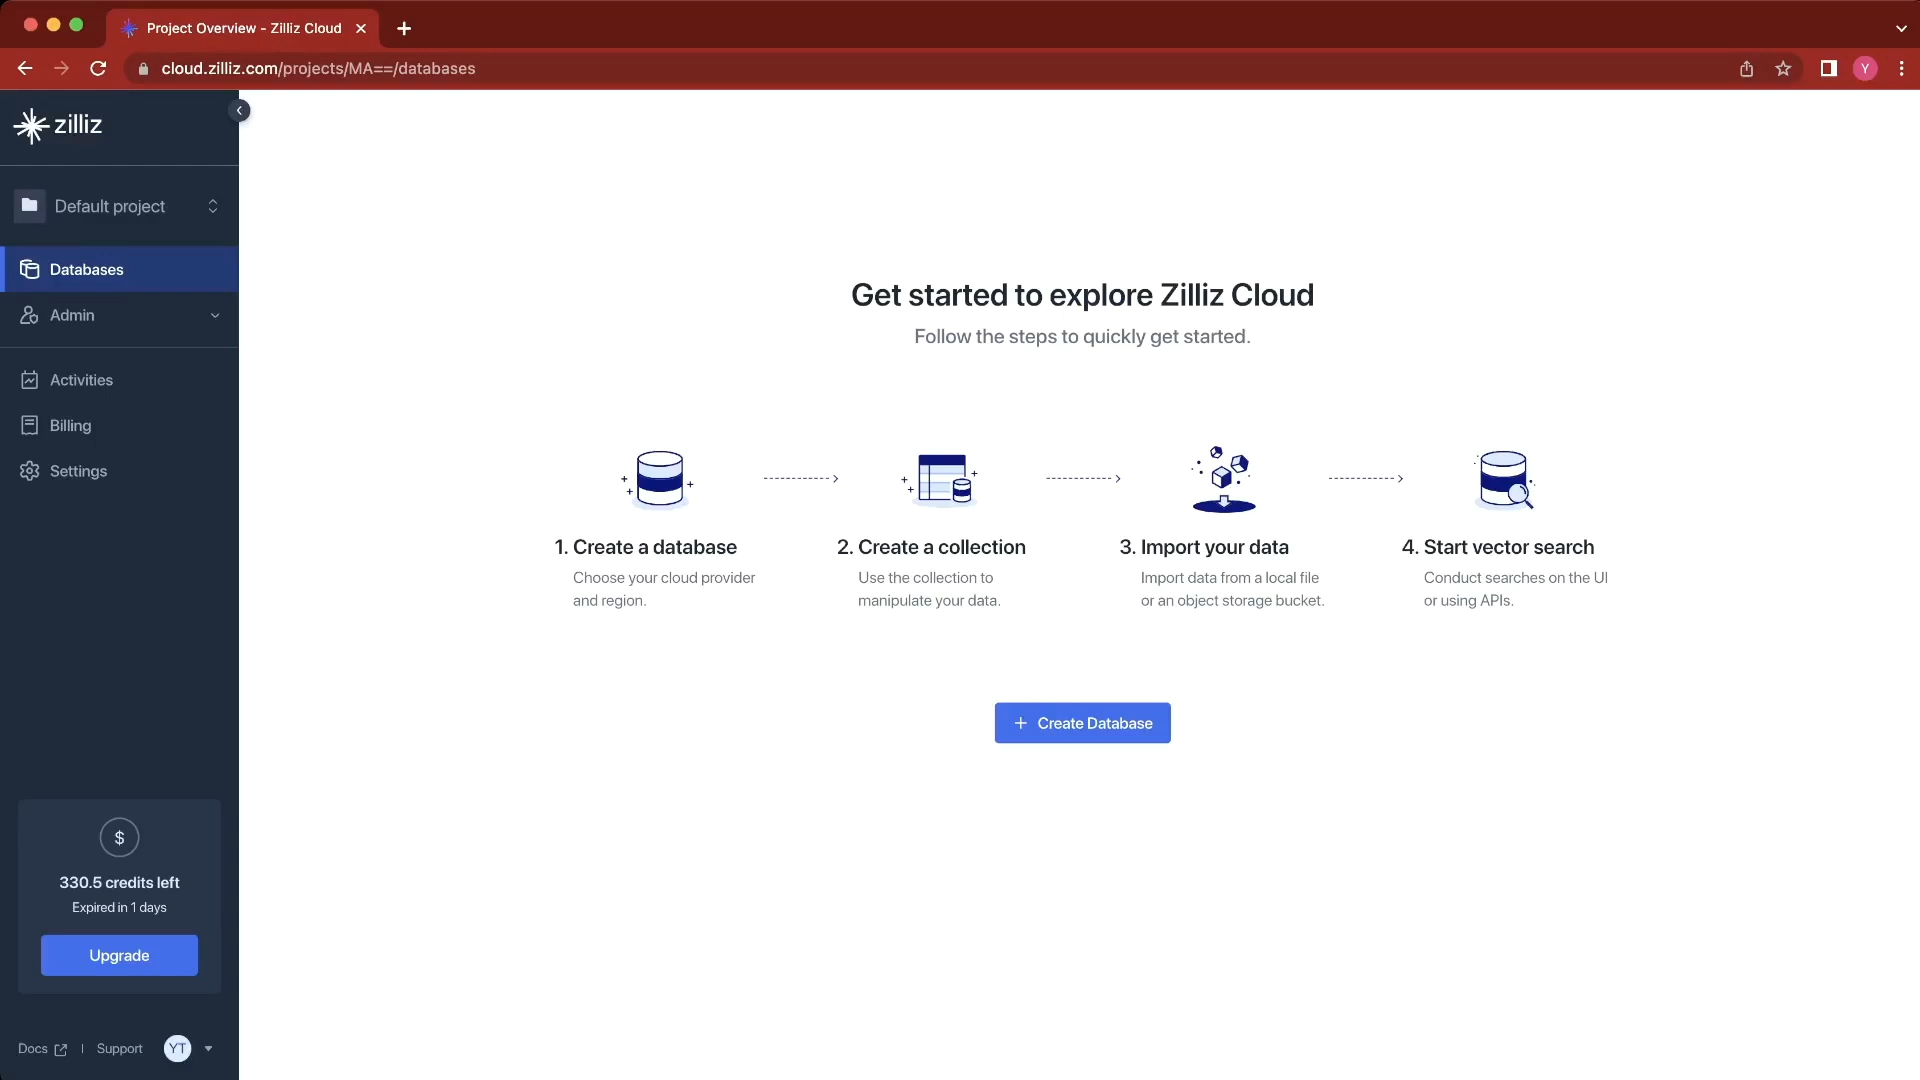 Project Overview - Zilliz Cloud
cloud.zilliz.com/projects/MA==/databases
Y
zilliz
Default project
Databases
Admin
Activities
Billing
Settings
Get started to explore Zilliz Cloud
Follow the steps to quickly get started.
1. Create a database
Choose your cloud provider
and region.
2. Create a collection
Use the collection to
manipulate your data.
3. Import your data
Import data from a local file
or an object storage bucket.
4. Start vector search
Conduct searches on the UI
or using APIs.
+ Create Database
$
330.5 credits left
Expired in 1 days
Upgrade
Docs | Support YT